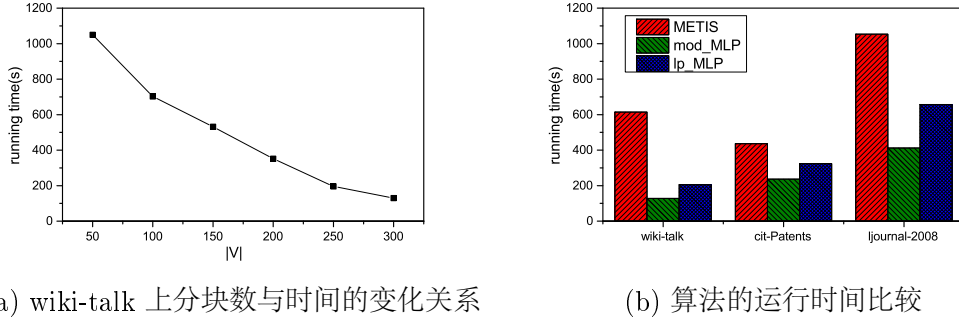 1200
1000
800
600
400
200
0
running time(s)
50 100 150 200 250 300
|V|
a) wiki-talk 上分块数与时间的变化关系
1200
1000
800
600
400
200
0
running time(s)
METIS
mod_MLP
lp_MLP
wiki-talk cit-Patents ljournal-2008
(b) 算法的运行时间比较